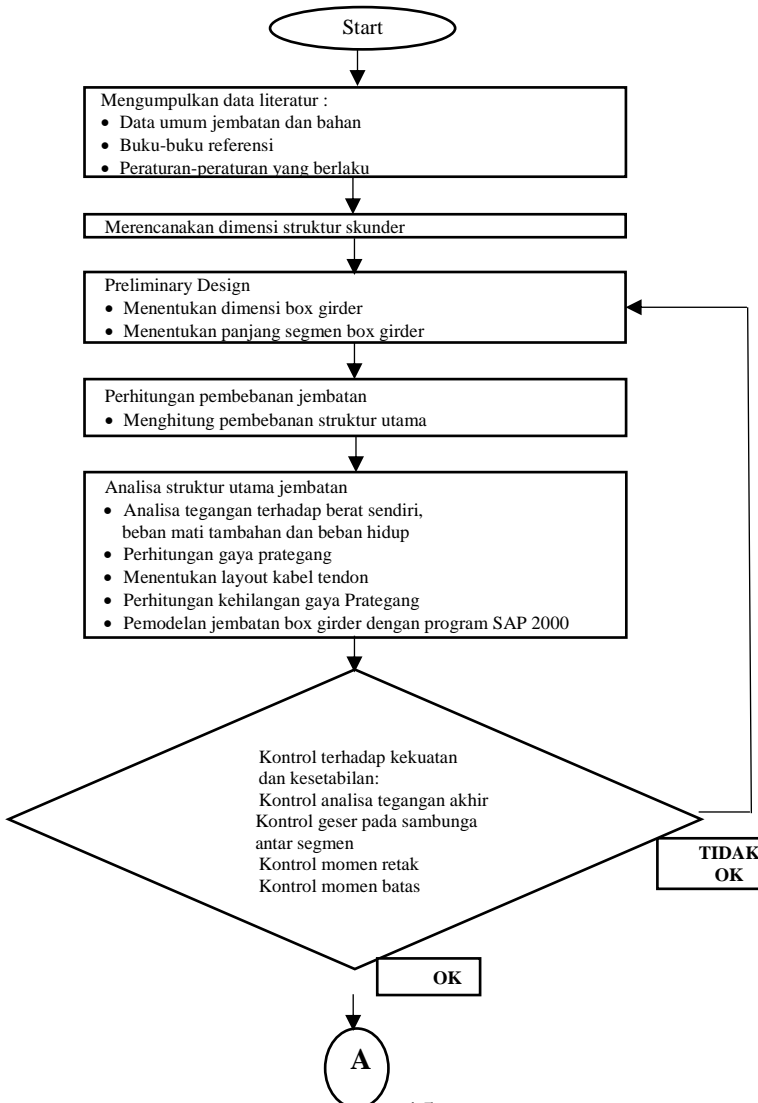 Start
Mengumpulkan data literatur :
• Data umum jembatan dan bahan
• Buku-buku referensi
• Peraturan-peraturan yang berlaku
Merencanakan dimensi struktur skunder
Preliminary Design
• Menentukan dimensi box girder
• Menentukan panjang segmen box girder
Perhitungan pembebanan jembatan
• Menghitung pembebanan struktur utama
Analisa struktur utama jembatan
• Analisa tegangan terhadap berat sendiri,
beban mati tambahan dan beban hidup
• Perhitungan gaya prategang
• Menentukan layout kabel tendon
• Perhitungan kehilangan gaya Prategang
• Pemodelan jembatan box girder dengan program SAP 2000
Kontrol terhadap kekuatan
dan kesetabilan:
Kontrol analisa tegangan akhir
Kontrol geser pada sambunga
antar segmen
Kontrol momen retak
Kontrol momen batas
TIDAK
OK
OK
A